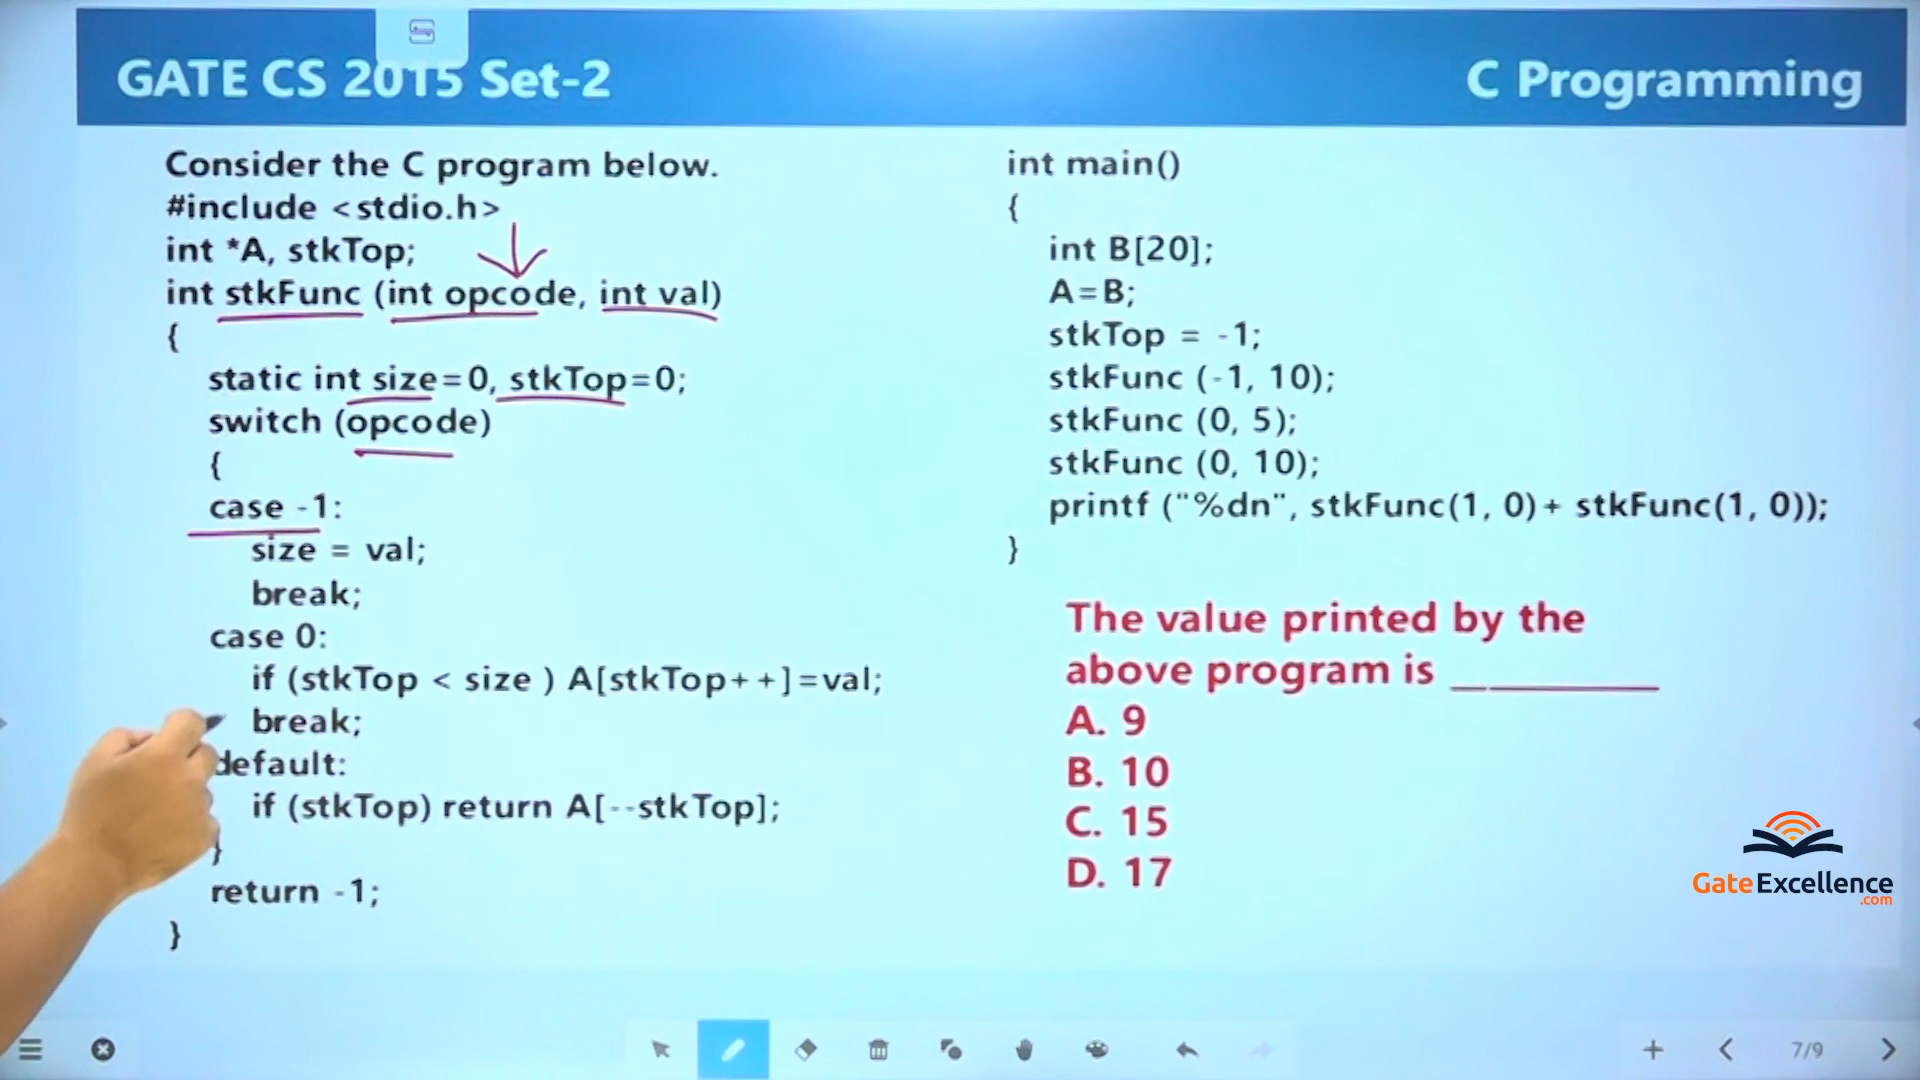 GATE CS 2015 Set-2
C Programming
Consider the C program below.
#include <stdio.h>
int *A, stkTop;
int stkFunc (int opcode, int val)
{
static int size=0, stkTop=0;
switch (opcode)
{
case -1:
size = val;
break;
case 0:
if (stkTop < size ) A[stkTop++]=val;
break;
default:
if (stkTop) return A[--stkTop];
}
return -1;
}
int main()
{
int B[20];
A=B;
stkTop = -1;
stkFunc (-1, 10);
stkFunc (0, 5);
stkFunc (0, 10);
printf ("%dn", stkFunc(1, 0)+ stkFunc(1, 0));
}
The value printed by the
above program is __________
A. 9
B. 10
C. 15
D. 17
GateExcellence
.com
7/9